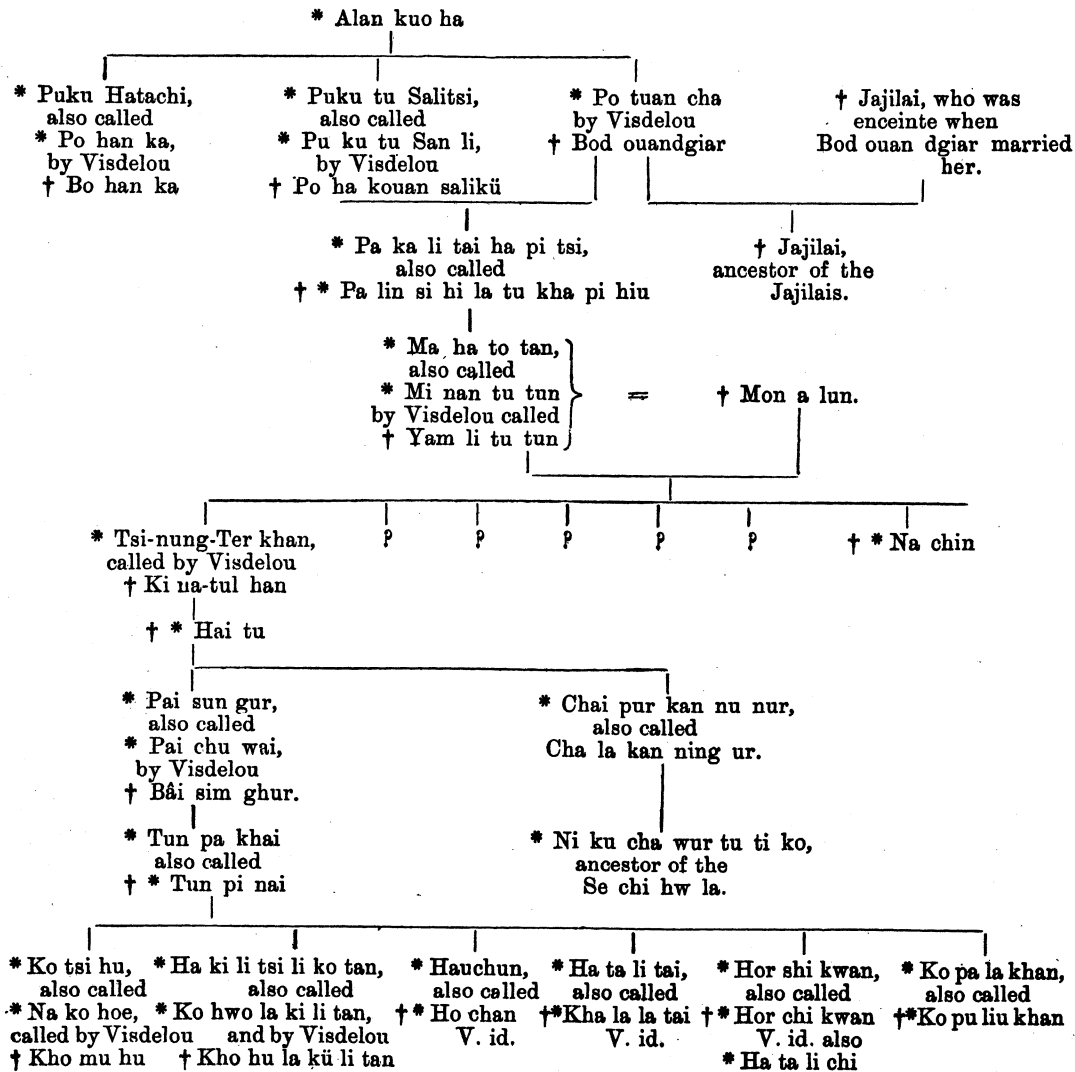 * Alan kuo ha
* Puku Hatachi,
also called
* Po han ka,
by Visdelou
† Bo han ka
* Puku tu Salitsi,
also called
* Pu ku tu San li,
by Visdelou
† Po ha kouan salikü
* Po tuan cha
by Visdelou
† Bod ouandgiar
† Jajilai, who was
enceinte when
Bod ouan dgiar married
her.
* Pa ka li tai ha pi tsi,
also called
† * Pa lin si hi la tu kha pi hiu
† Jajilai,
ancestor of the
Jajilais.
* Ma ha to tan,
also called
* Mi nan tu tun
by Visdelou called
† Yam li tu tun
=
† Mon a lun.
* Tsi-nung-Ter khan,
called by Visdelou
† Ki na-tul han
? ? ? ? ?
† * Na chin
† * Hai tu
* Pai sun gur,
also called
* Pai chu wai,
by Visdelou
† Bâi sim ghur.
* Chai pur kan nu nur,
also called
Cha la kan ning ur.
* Tun pa khai
also called
† * Tun pi nai
* Ni ku cha wur tu ti ko,
ancestor of the
Se chi hw la.
* Ko tsi hu,
also called
* Na ko hoe,
called by Visdelou
† Kho mu hu
* Ha ki li tsi li ko tan,
also called
* Ko hwo la ki li tan,
and by Visdelou
† Kho hu la kü li tan
* Hauchun,
also called
† * Ho chan
V. id.
* Ha ta li tai,
also called
†*Kha la la tai
V. id.
* Hor shi kwan,
also called
†* Hor chi kwan
V. id. also
* Ha ta li chi
* Ko pa la khan,
also called
†*Ko pu liu khan